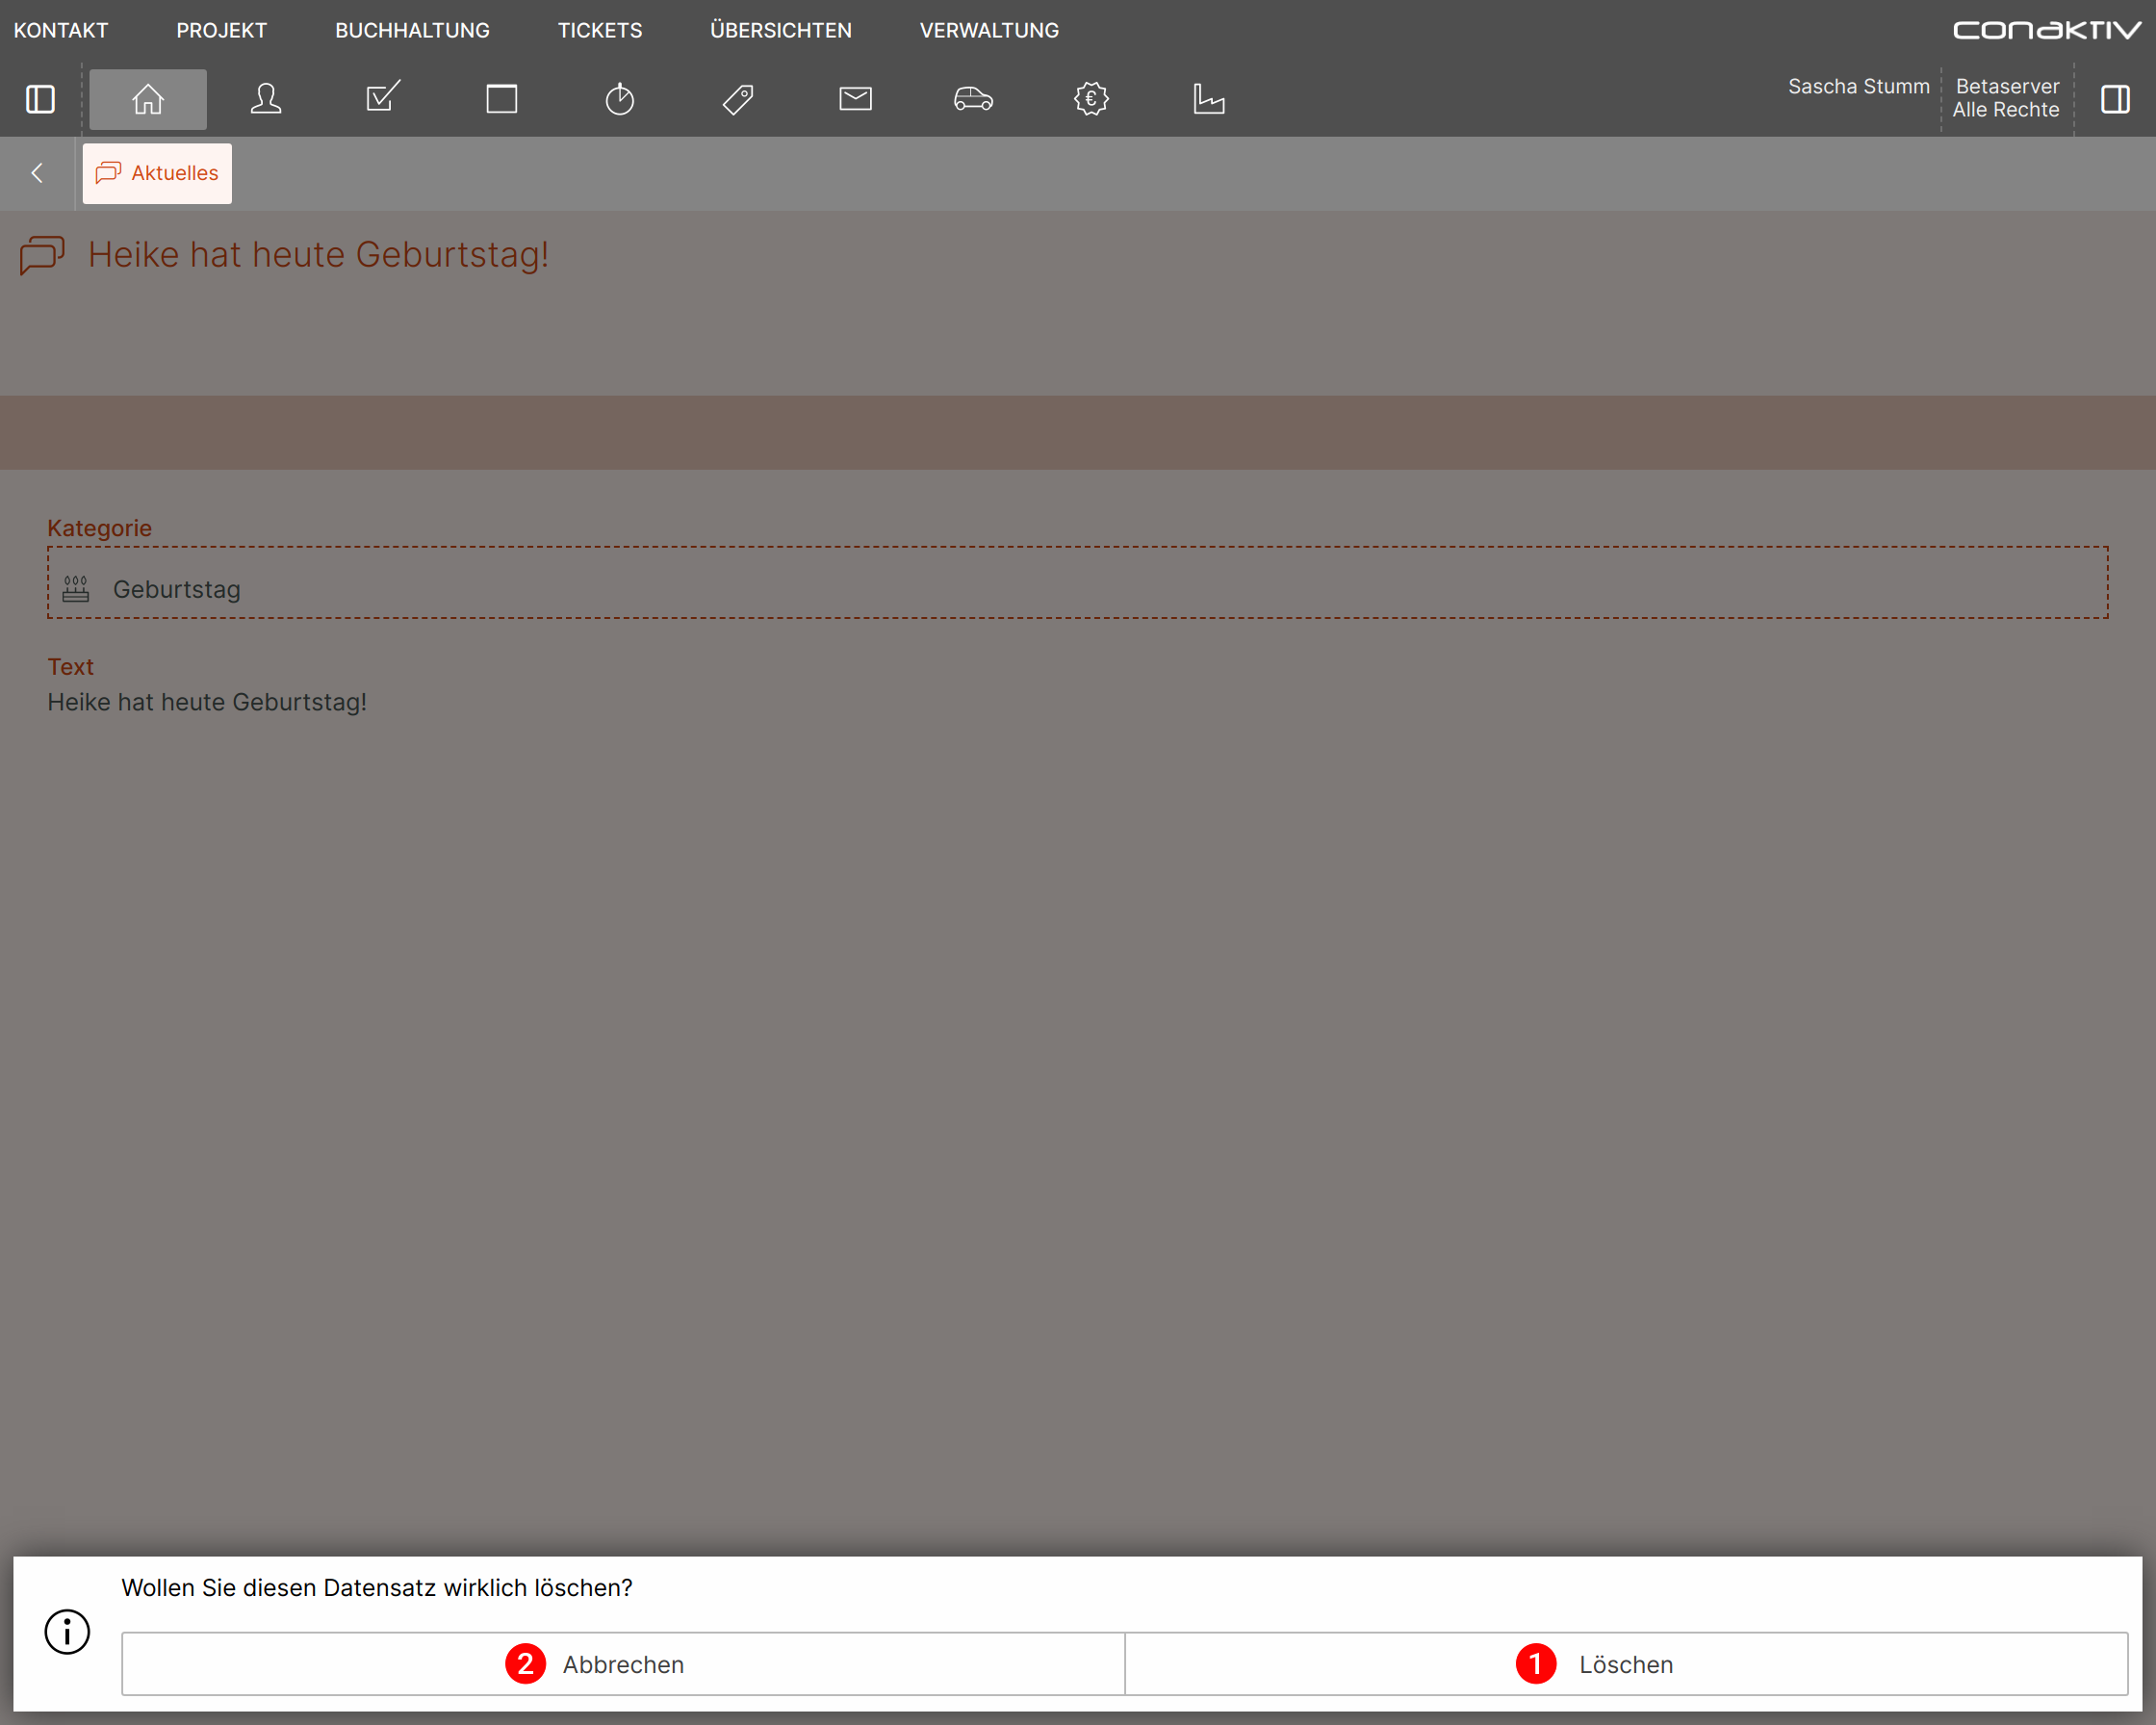 KONTAKT PROJEKT BUCHHALTUNG TICKETS ÜBERSICHTEN VERWALTUNG conaktiv
Sascha Stumm Betaserver
Alle Rechte
Aktuelles
Heike hat heute Geburtstag!
Kategorie
Geburtstag
Text
Heike hat heute Geburtstag!
Wollen Sie diesen Datensatz wirklich löschen?
2 Abbrechen 1 Löschen